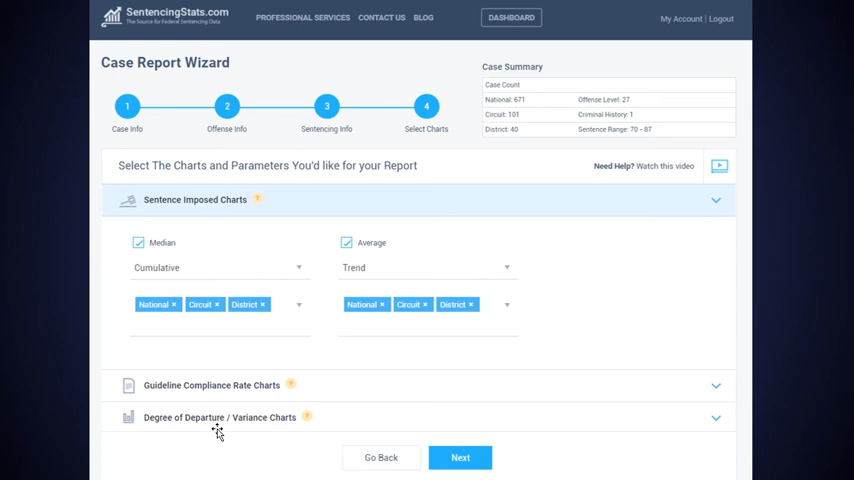 SentencingStats.com
The Source for Federal Sentencing Data
PROFESSIONAL SERVICES CONTACT US BLOG DASHBOARD My Account | Logout
Case Report Wizard
Case Summary
Case Count
National: 671 Offense Level: 27
Circuit: 101 Criminal History: 1
District: 40 Sentence Range: 70 - 87
1 2 3 4
Case Info Offense Info Sentencing Info Select Charts
Select The Charts and Parameters You'd like for your Report
Need Help? Watch this video
Sentence Imposed Charts ?
Median Average
Cumulative Trend
National × Circuit × District × National × Circuit × District ×
Guideline Compliance Rate Charts ?
Degree of Departure / Variance Charts ?
Go Back Next